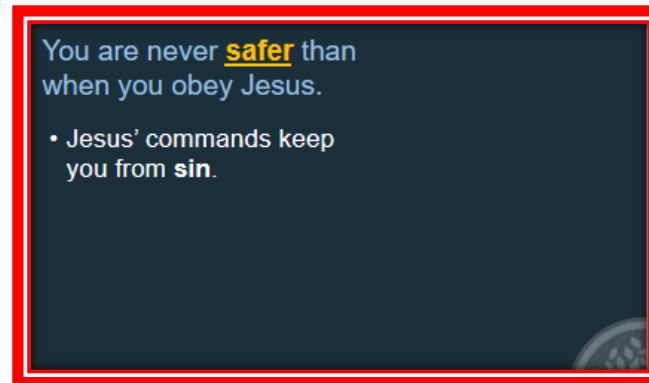 You are never safer than
when you obey Jesus.
• Jesus’ commands keep
you from sin.